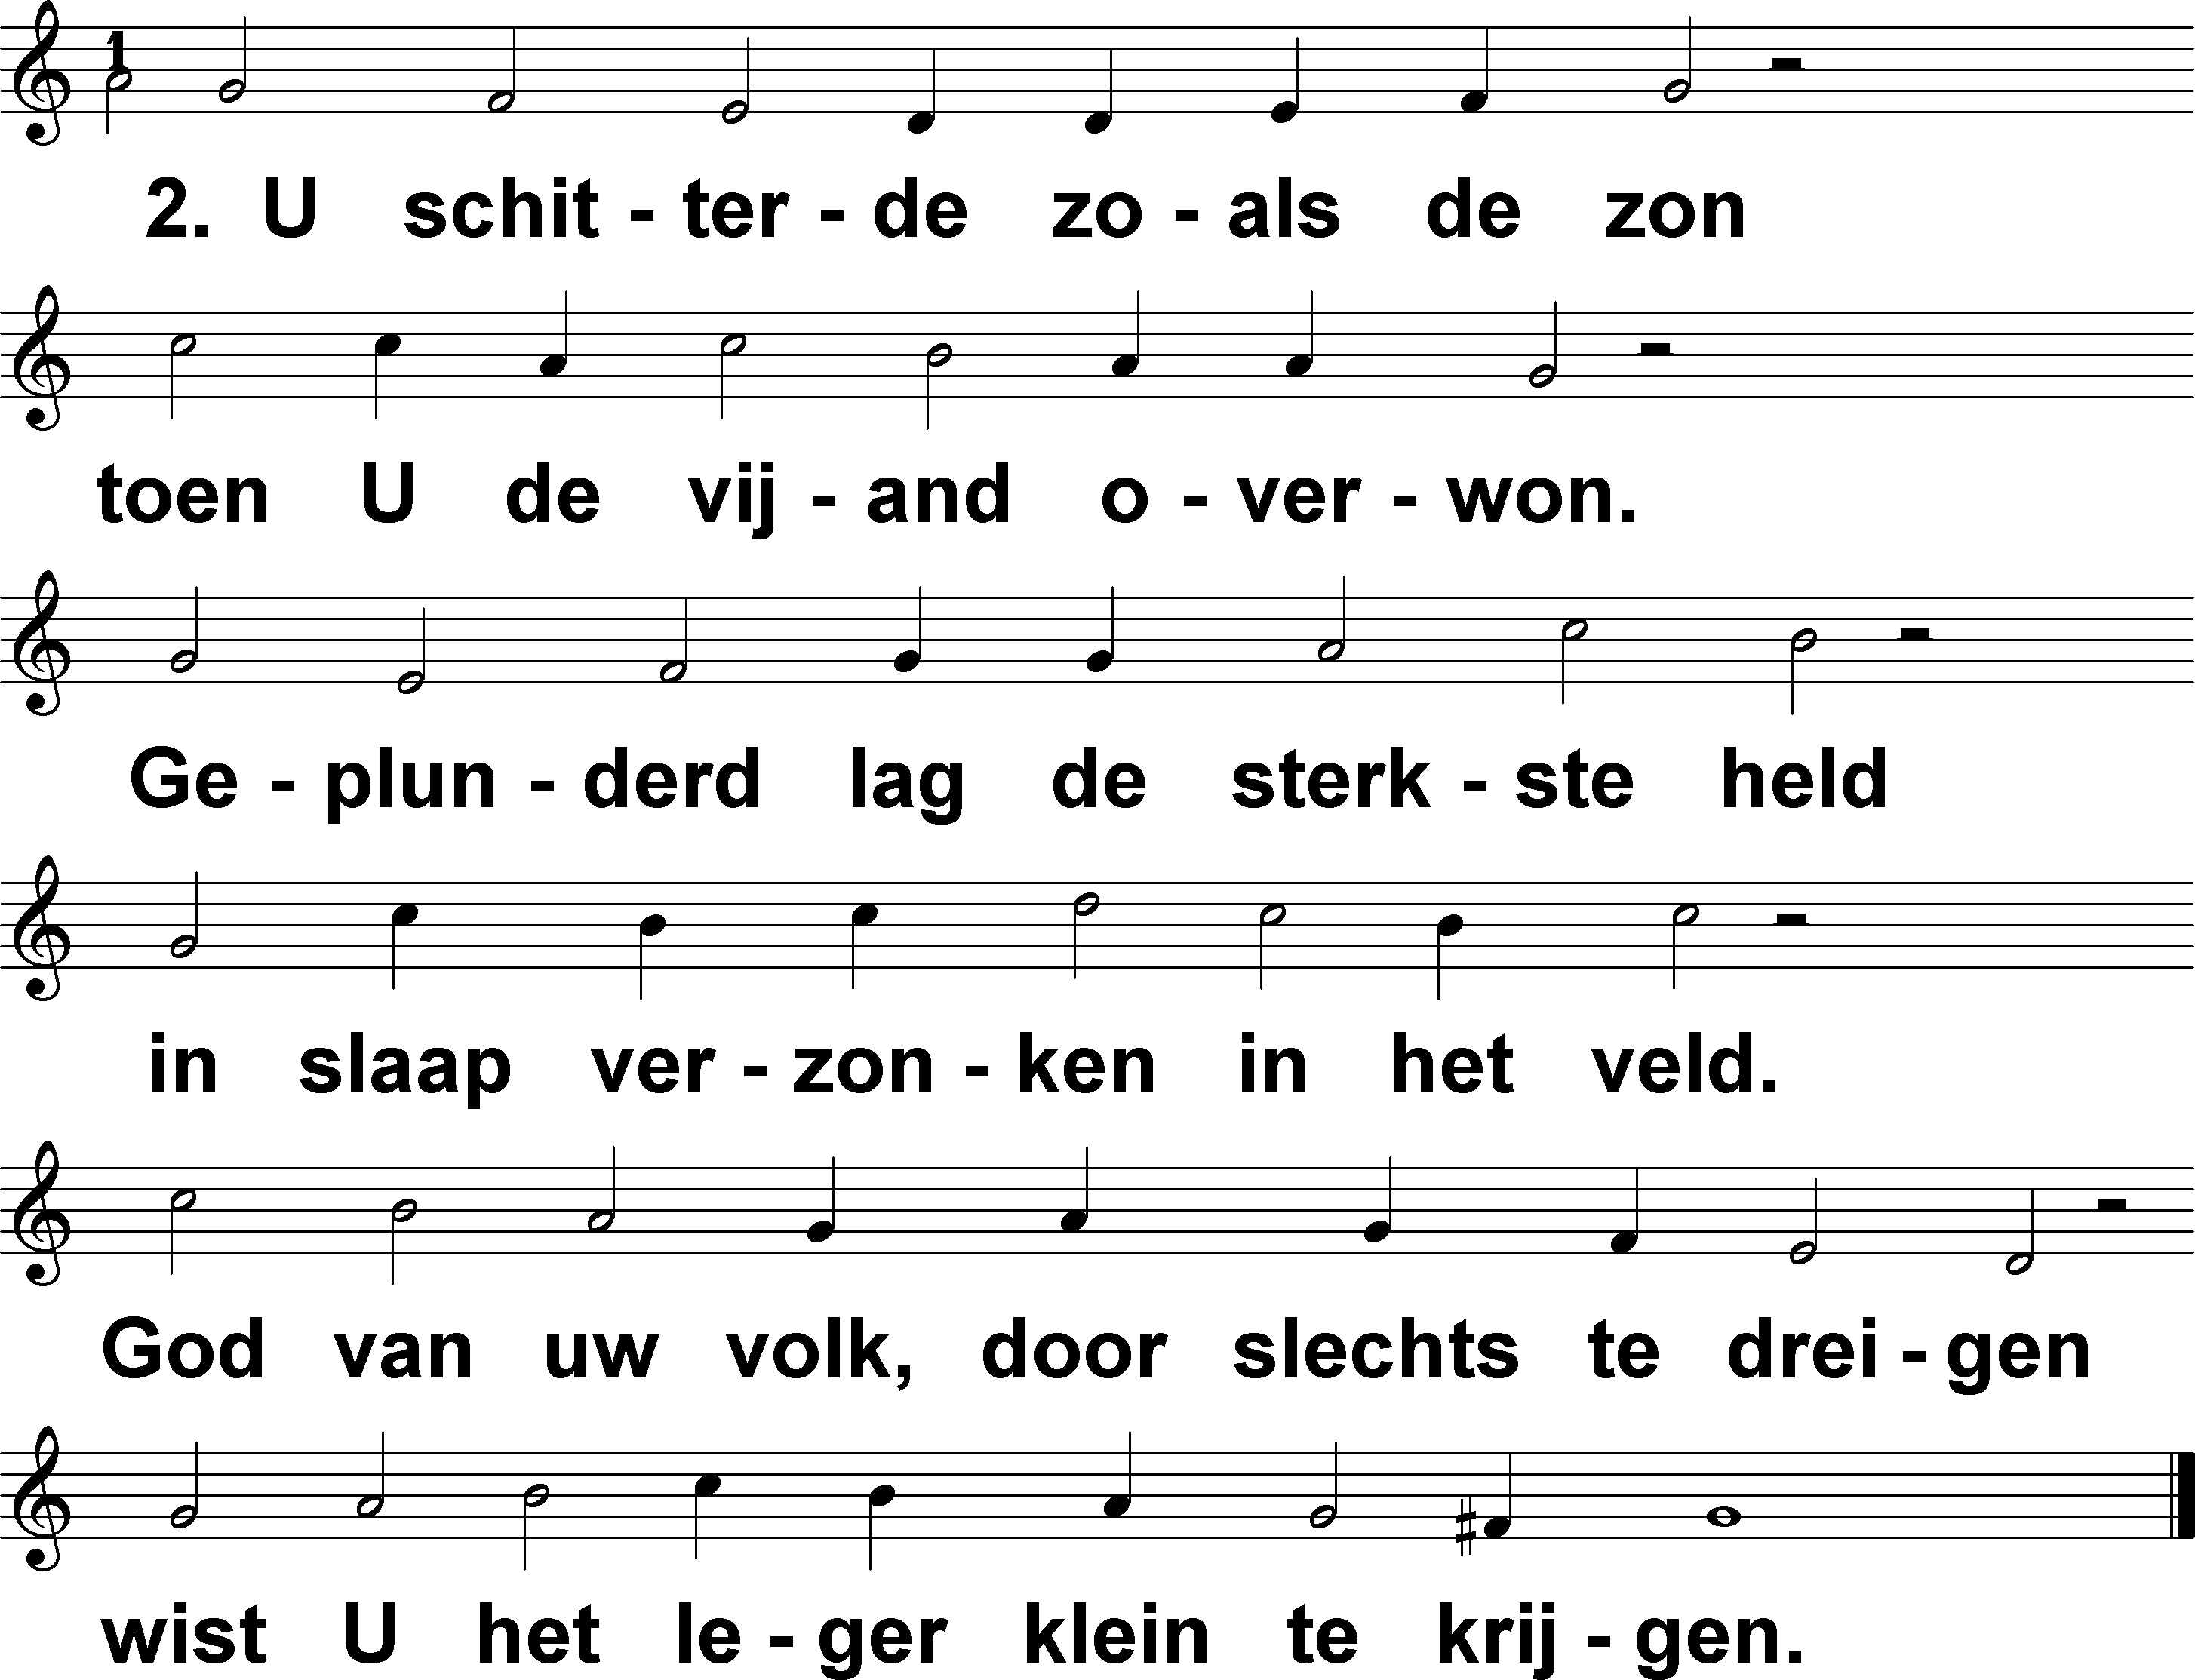 2. U schit - ter - de zo - als de zon
toen U de vij - and o - ver - won.
Ge - plun - derd lag de sterk - ste held
in slaap ver - zon - ken in het veld.
God van uw volk, door slechts te drei - gen
wist U het le - ger klein te krij - gen.